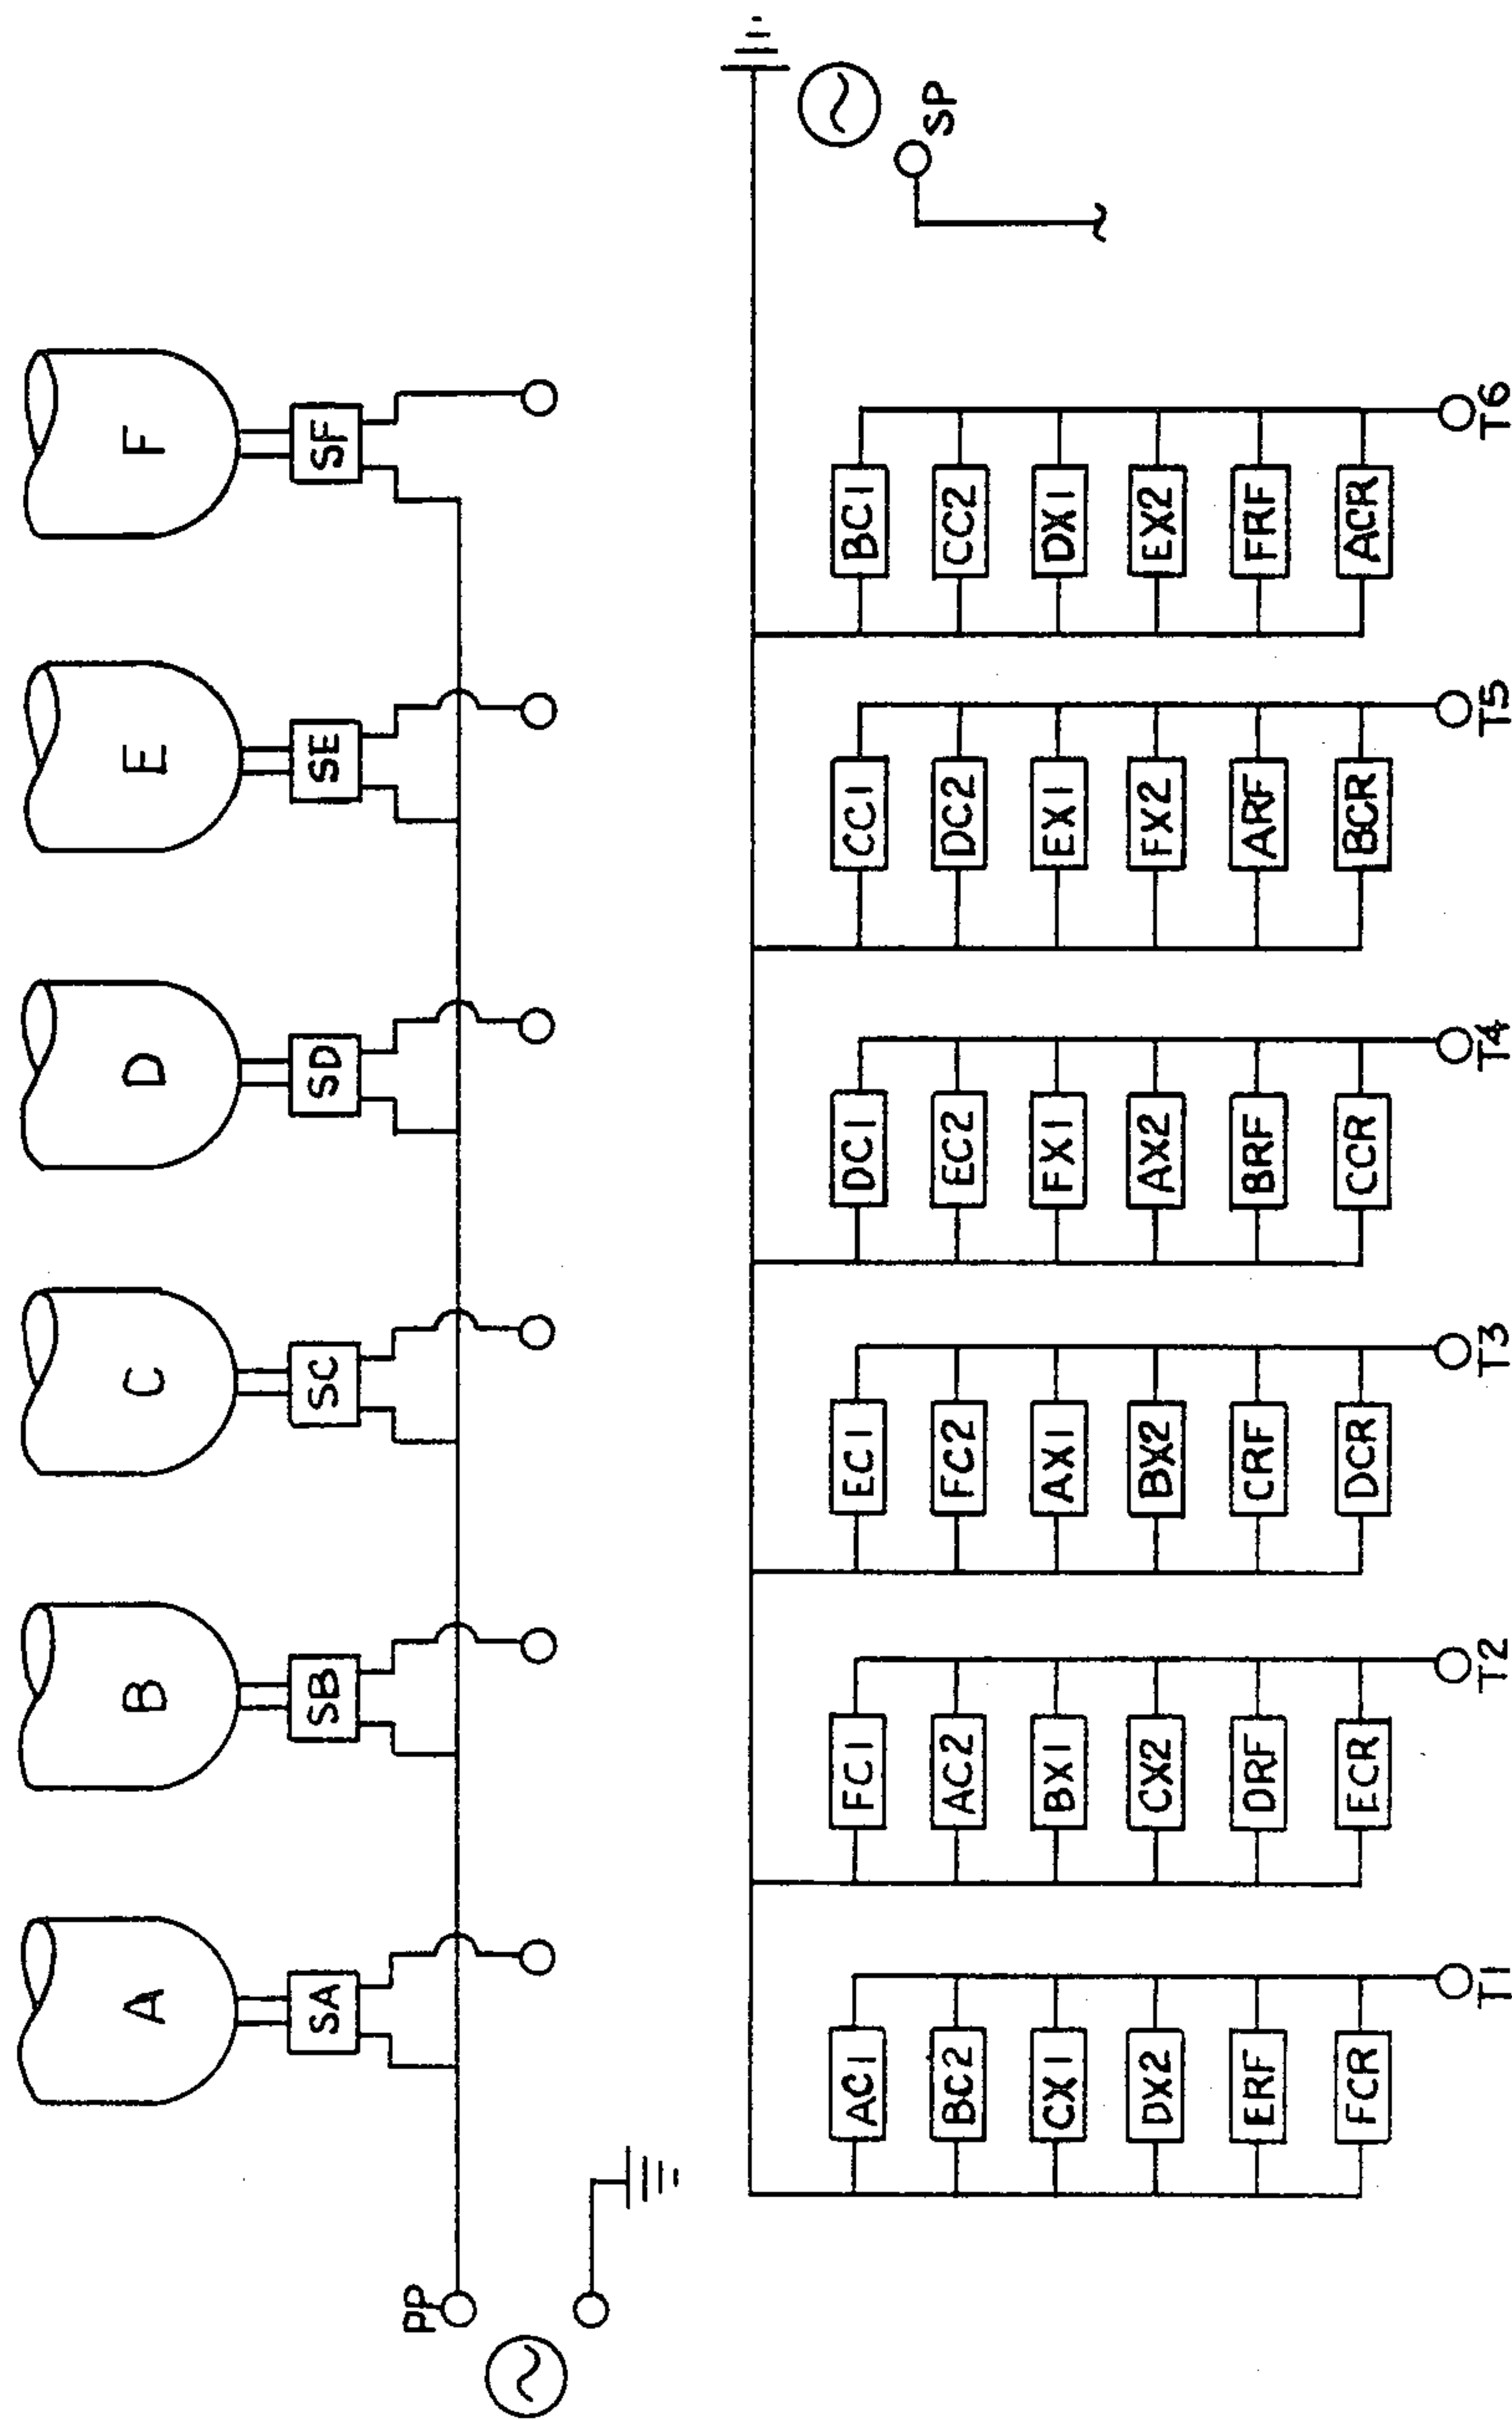 A B C D E F
SA SB SC SD SE SF
PP
AC1 FC1 EC1 DC1 CC1 BC1
SP
BC2 AC2 FC2 EC2 DC2 CC2
CX1 BX1 AX1 FX1 EX1 DX1
DX2 CX2 BX2 AX2 FX2 EX2
ERF DRF CRF BRF ARF FRF
FCR ECR DCR CCR BCR ACR
T1 T2 T3 T4 T5 T6